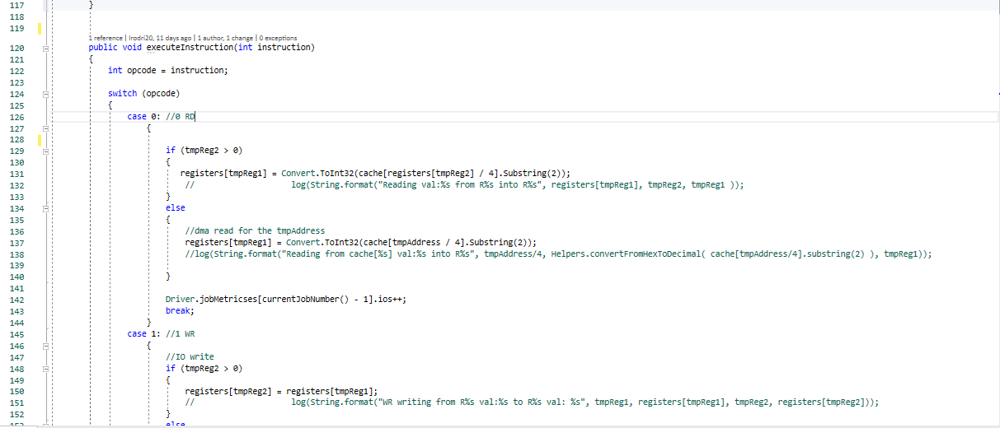 117 }
118
119
1 reference | lrodri20, 11 days ago | 1 author, 1 change | 0 exceptions
120 public void executeInstruction(int instruction)
121 {
122 int opcode = instruction;
123
124 switch (opcode)
125 {
126 case 0: //0 RD
127 {
128
129 if (tmpReg2 > 0)
130 {
131 registers[tmpReg1] = Convert.ToInt32(cache[registers[tmpReg2] / 4].Substring(2));
132 // log(String.format("Reading val:%s from R%s into R%s", registers[tmpReg1], tmpReg2, tmpReg1 ));
133 }
134 else
135 {
136 //dma read for the tmpAddress
137 registers[tmpReg1] = Convert.ToInt32(cache[tmpAddress / 4].Substring(2));
138 //log(String.format("Reading from cache[%s] val:%s into R%s", tmpAddress/4, Helpers.convertFromHexToDecimal( cache[tmpAddress/4].substring(2) ), tmpReg1));
139
140 }
141
142 Driver.jobMetricses[currentJobNumber() - 1].ios++;
143 break;
144 }
145 case 1: //1 WR
146 {
147 //IO write
148 if (tmpReg2 > 0)
149 {
150 registers[tmpReg2] = registers[tmpReg1];
151 // log(String.format("WR writing from R%s val:%s to R%s val: %s", tmpReg1, registers[tmpReg1], tmpReg2, registers[tmpReg2]));
152 }
153 else